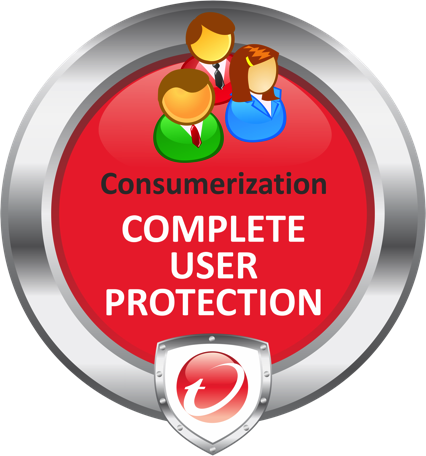 Consumerization
COMPLETE
USER
PROTECTION